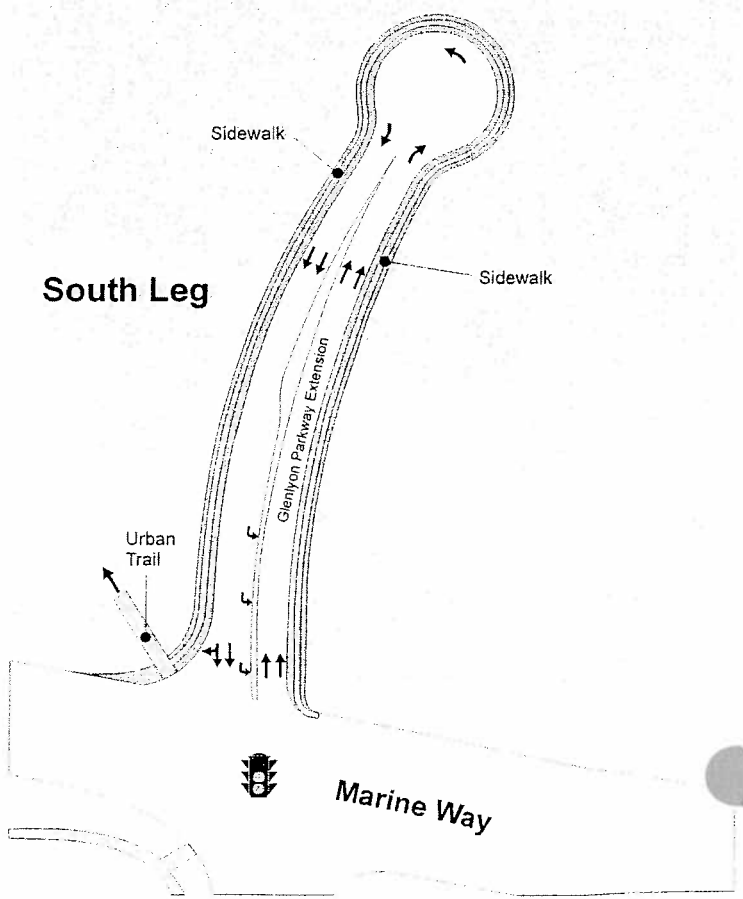 Sidewalk
Sidewalk
South Leg
Glenlyon Parkway Extension
Urban
Trail
Marine Way